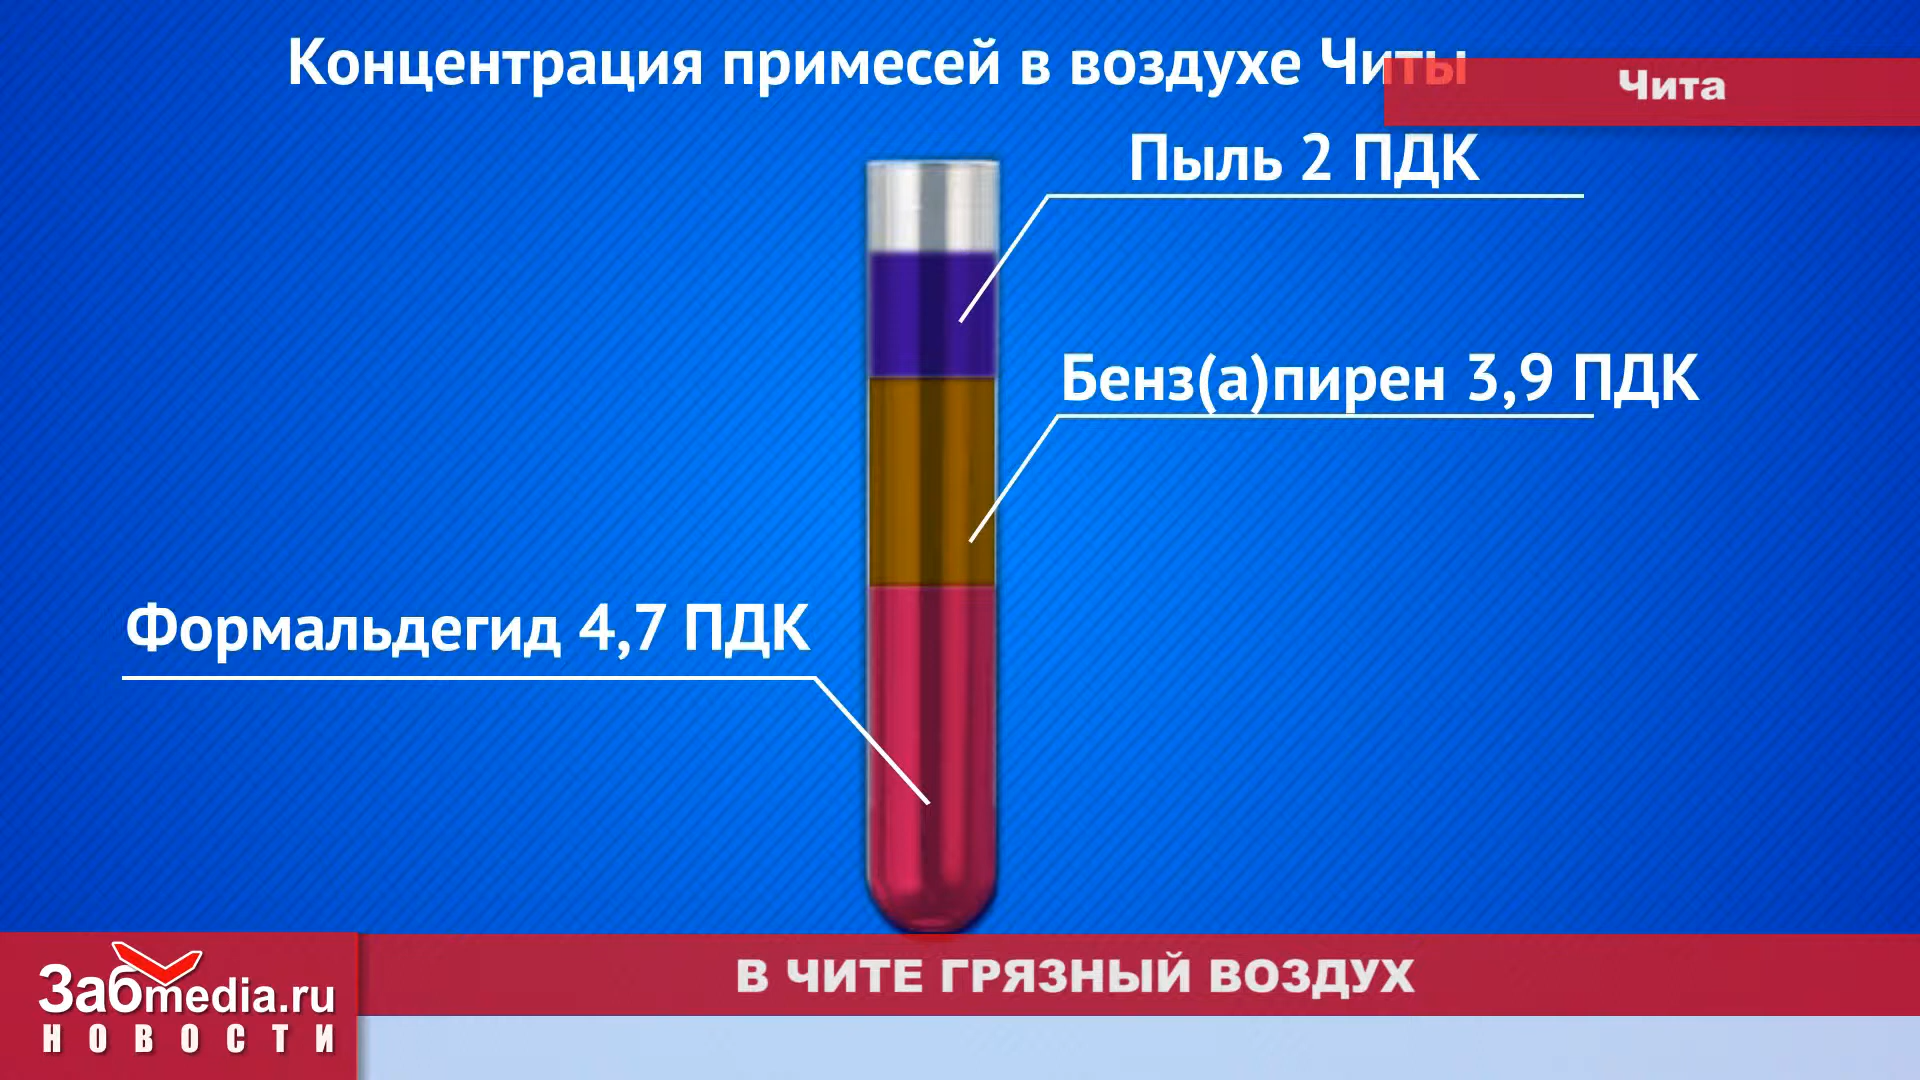 Концентрация примесей в воздухе Читы
Чита
Пыль 2 ПДК
Бенз(а)пирен 3,9 ПДК
Формальдегид 4,7 ПДК
Забmedia.ru
НОВОСТИ
В ЧИТЕ ГРЯЗНЫЙ ВОЗДУХ